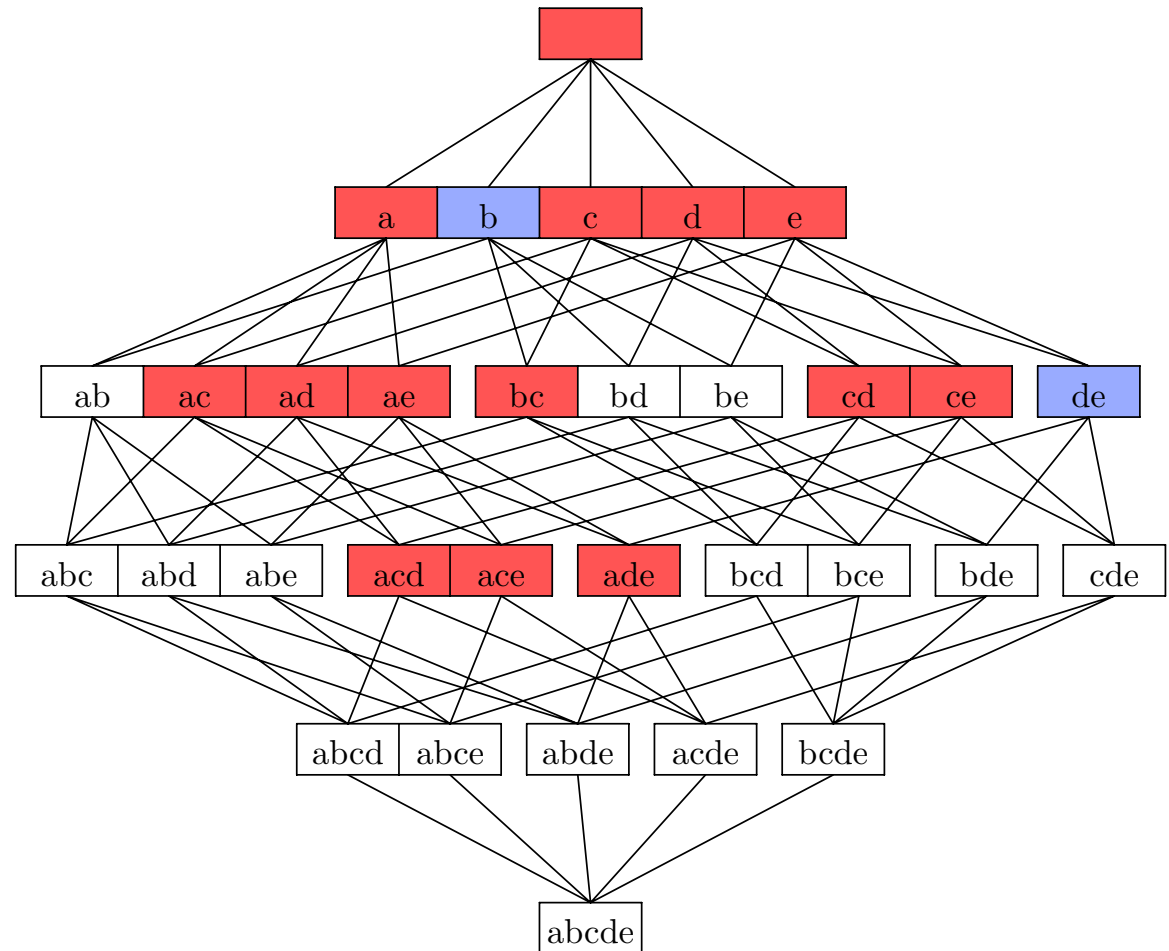 a b c d e
ab ac ad ae bc bd be cd ce de
abc abd abe acd ace ade bcd bce bde cde
abcd abce abde acde bcde
abcde